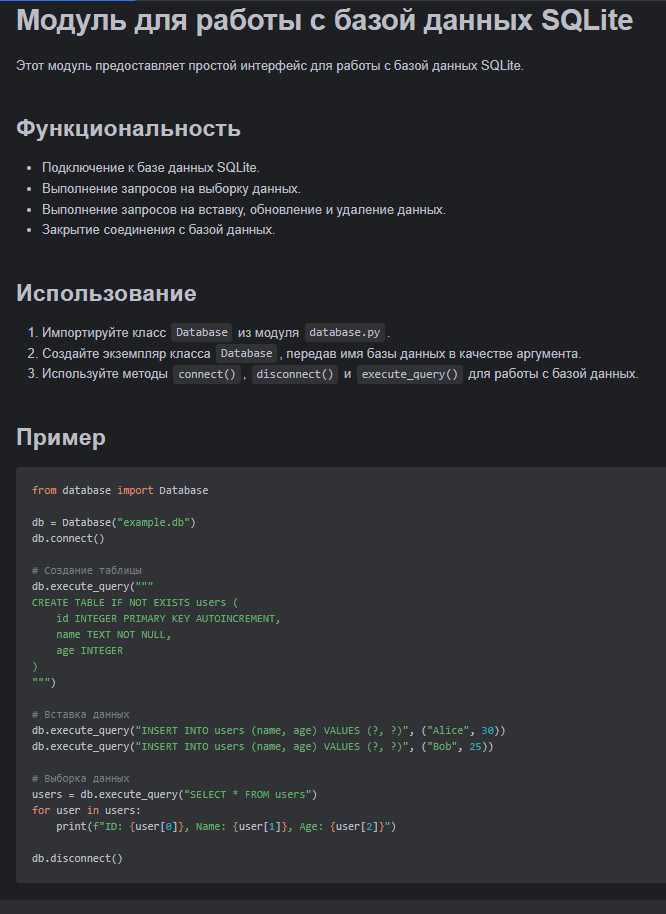 Модуль для работы с базой данных SQLite
Этот модуль предоставляет простой интерфейс для работы с базой данных SQLite.
Функциональность
• Подключение к базе данных SQLite.
• Выполнение запросов на выборку данных.
• Выполнение запросов на вставку, обновление и удаление данных.
• Закрытие соединения с базой данных.
Использование
1. Импортируйте класс Database из модуля database.py.
2. Создайте экземпляр класса Database, передав имя базы данных в качестве аргумента.
3. Используйте методы connect(), disconnect() и execute_query() для работы с базой данных.
Пример
from database import Database
db = Database("example.db")
db.connect()
# Создание таблицы
db.execute_query("""
CREATE TABLE IF NOT EXISTS users (
    id INTEGER PRIMARY KEY AUTOINCREMENT,
    name TEXT NOT NULL,
    age INTEGER
)
""")
# Вставка данных
db.execute_query("INSERT INTO users (name, age) VALUES (?, ?)", ("Alice", 30))
db.execute_query("INSERT INTO users (name, age) VALUES (?, ?)", ("Bob", 25))
# Выборка данных
users = db.execute_query("SELECT * FROM users")
for user in users:
    print(f"ID: {user[0]}, Name: {user[1]}, Age: {user[2]}")
db.disconnect()